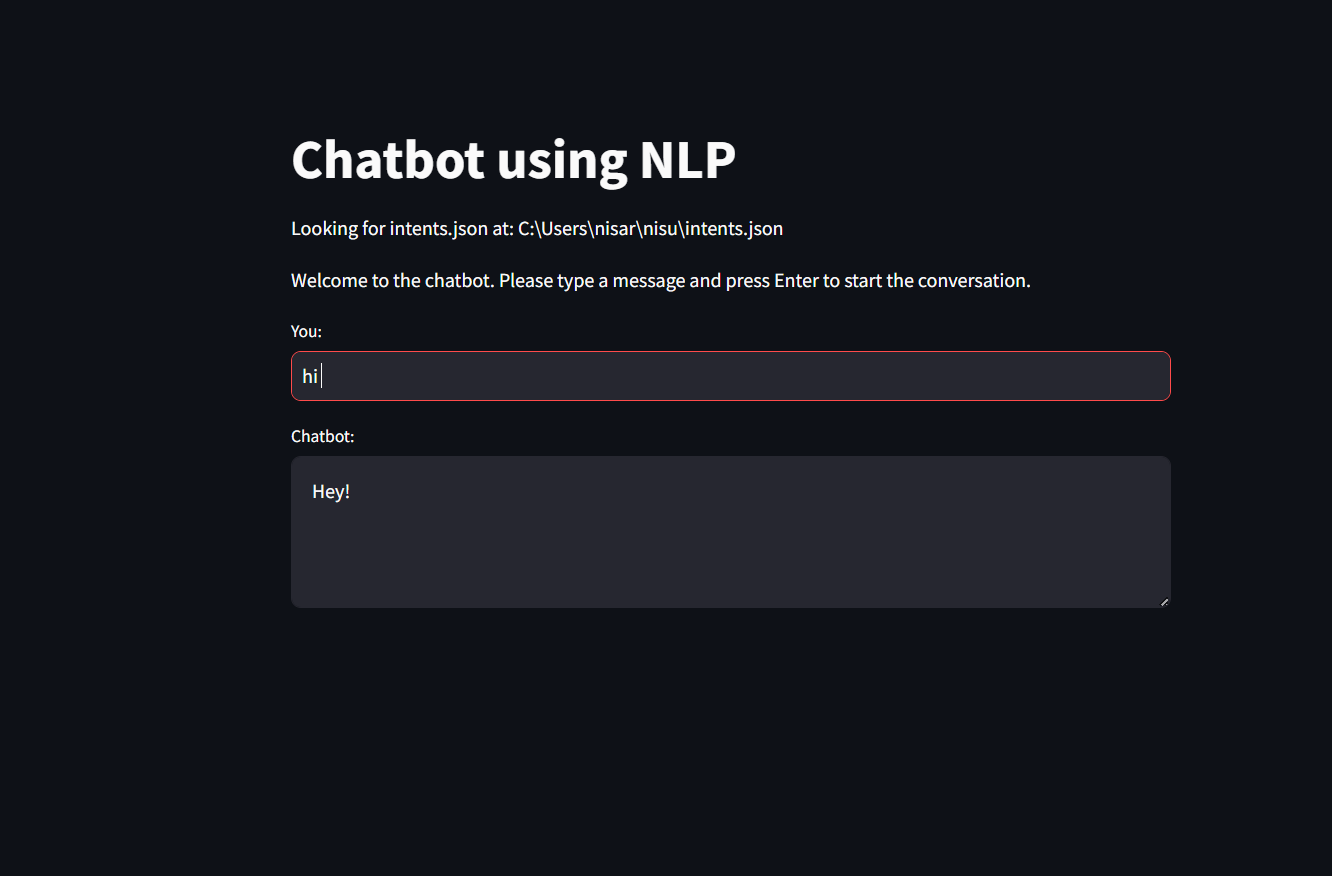 Chatbot using NLP
Looking for intents.json at: C:\Users\nisar\nisu\intents.json
Welcome to the chatbot. Please type a message and press Enter to start the conversation.
You:
hi
Chatbot:
Hey!